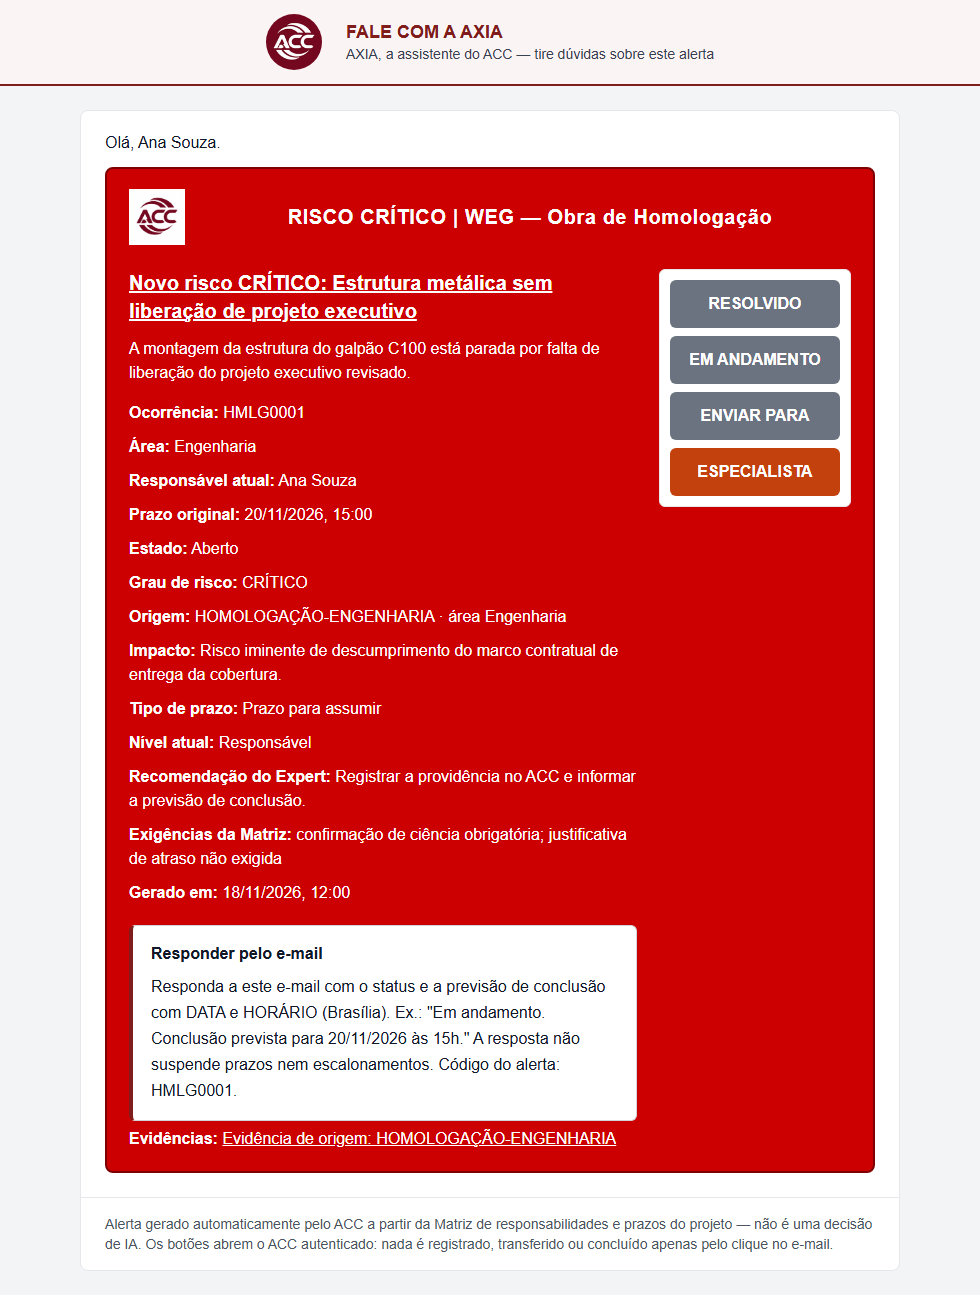 ACC
FALE COM A AXIA
AXIA, a assistente do ACC — tire dúvidas sobre este alerta
Olá, Ana Souza.
ACC
RISCO CRÍTICO | WEG — Obra de Homologação
Novo risco CRÍTICO: Estrutura metálica sem
liberação de projeto executivo
A montagem da estrutura do galpão C100 está parada por falta de
liberação do projeto executivo revisado.
Ocorrência: HMLG0001
Área: Engenharia
Responsável atual: Ana Souza
Prazo original: 20/11/2026, 15:00
Estado: Aberto
Grau de risco: CRÍTICO
Origem: HOMOLOGAÇÃO-ENGENHARIA · área Engenharia
Impacto: Risco iminente de descumprimento do marco contratual de
entrega da cobertura.
Tipo de prazo: Prazo para assumir
Nível atual: Responsável
Recomendação do Expert: Registrar a providência no ACC e informar
a previsão de conclusão.
Exigências da Matriz: confirmação de ciência obrigatória; justificativa
de atraso não exigida
Gerado em: 18/11/2026, 12:00
RESOLVIDO
EM ANDAMENTO
ENVIAR PARA
ESPECIALISTA
Responder pelo e-mail
Responda a este e-mail com o status e a previsão de conclusão
com DATA e HORÁRIO (Brasília). Ex.: "Em andamento.
Conclusão prevista para 20/11/2026 às 15h." A resposta não
suspende prazos nem escalonamentos. Código do alerta:
HMLG0001.
Evidências: Evidência de origem: HOMOLOGAÇÃO-ENGENHARIA
Alerta gerado automaticamente pelo ACC a partir da Matriz de responsabilidades e prazos do projeto — não é uma decisão
de IA. Os botões abrem o ACC autenticado: nada é registrado, transferido ou concluído apenas pelo clique no e-mail.